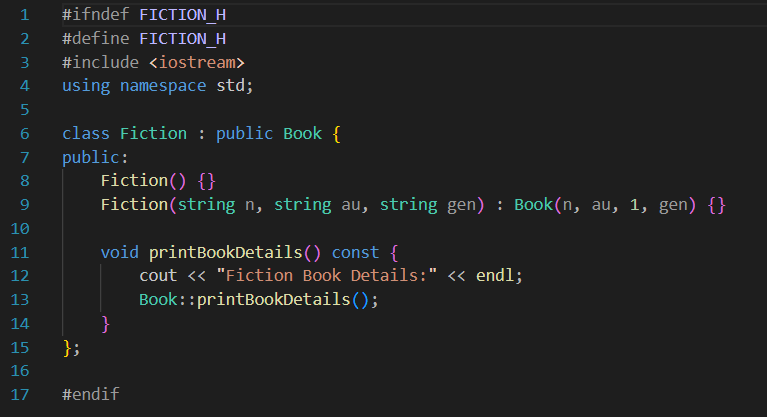 1 #ifndef FICTION_H
2 #define FICTION_H
3 #include <iostream>
4 using namespace std;
5
6 class Fiction : public Book {
7 public:
8     Fiction() {}
9     Fiction(string n, string au, string gen) : Book(n, au, 1, gen) {}
10
11     void printBookDetails() const {
12         cout << "Fiction Book Details:" << endl;
13         Book::printBookDetails();
14     }
15 };
16
17 #endif